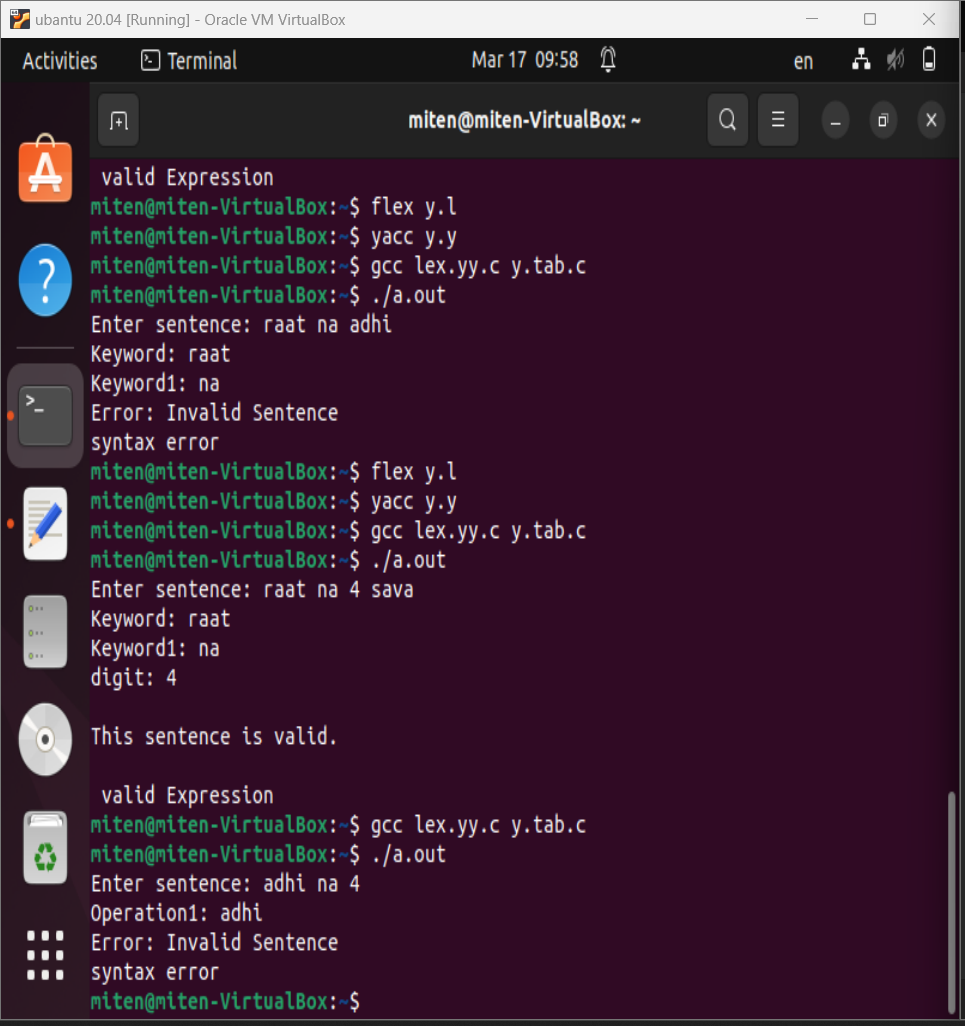 ubantu 20.04 [Running] - Oracle VM VirtualBox
Activities Terminal Mar 17 09:58 en
miten@miten-VirtualBox: ~
valid Expression
miten@miten-VirtualBox:~$ flex y.l
miten@miten-VirtualBox:~$ yacc y.y
miten@miten-VirtualBox:~$ gcc lex.yy.c y.tab.c
miten@miten-VirtualBox:~$ ./a.out
Enter sentence: raat na adhi
Keyword: raat
Keyword1: na
Error: Invalid Sentence
syntax error
miten@miten-VirtualBox:~$ flex y.l
miten@miten-VirtualBox:~$ yacc y.y
miten@miten-VirtualBox:~$ gcc lex.yy.c y.tab.c
miten@miten-VirtualBox:~$ ./a.out
Enter sentence: raat na 4 sava
Keyword: raat
Keyword1: na
digit: 4
This sentence is valid.
valid Expression
miten@miten-VirtualBox:~$ gcc lex.yy.c y.tab.c
miten@miten-VirtualBox:~$ ./a.out
Enter sentence: adhi na 4
Operation1: adhi
Error: Invalid Sentence
syntax error
miten@miten-VirtualBox:~$